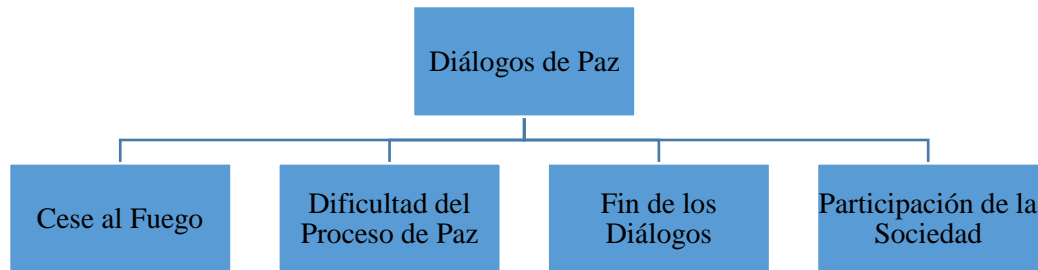 Diálogos de Paz
Cese al Fuego
Dificultad del
Proceso de Paz
Fin de los
Diálogos
Participación de la
Sociedad